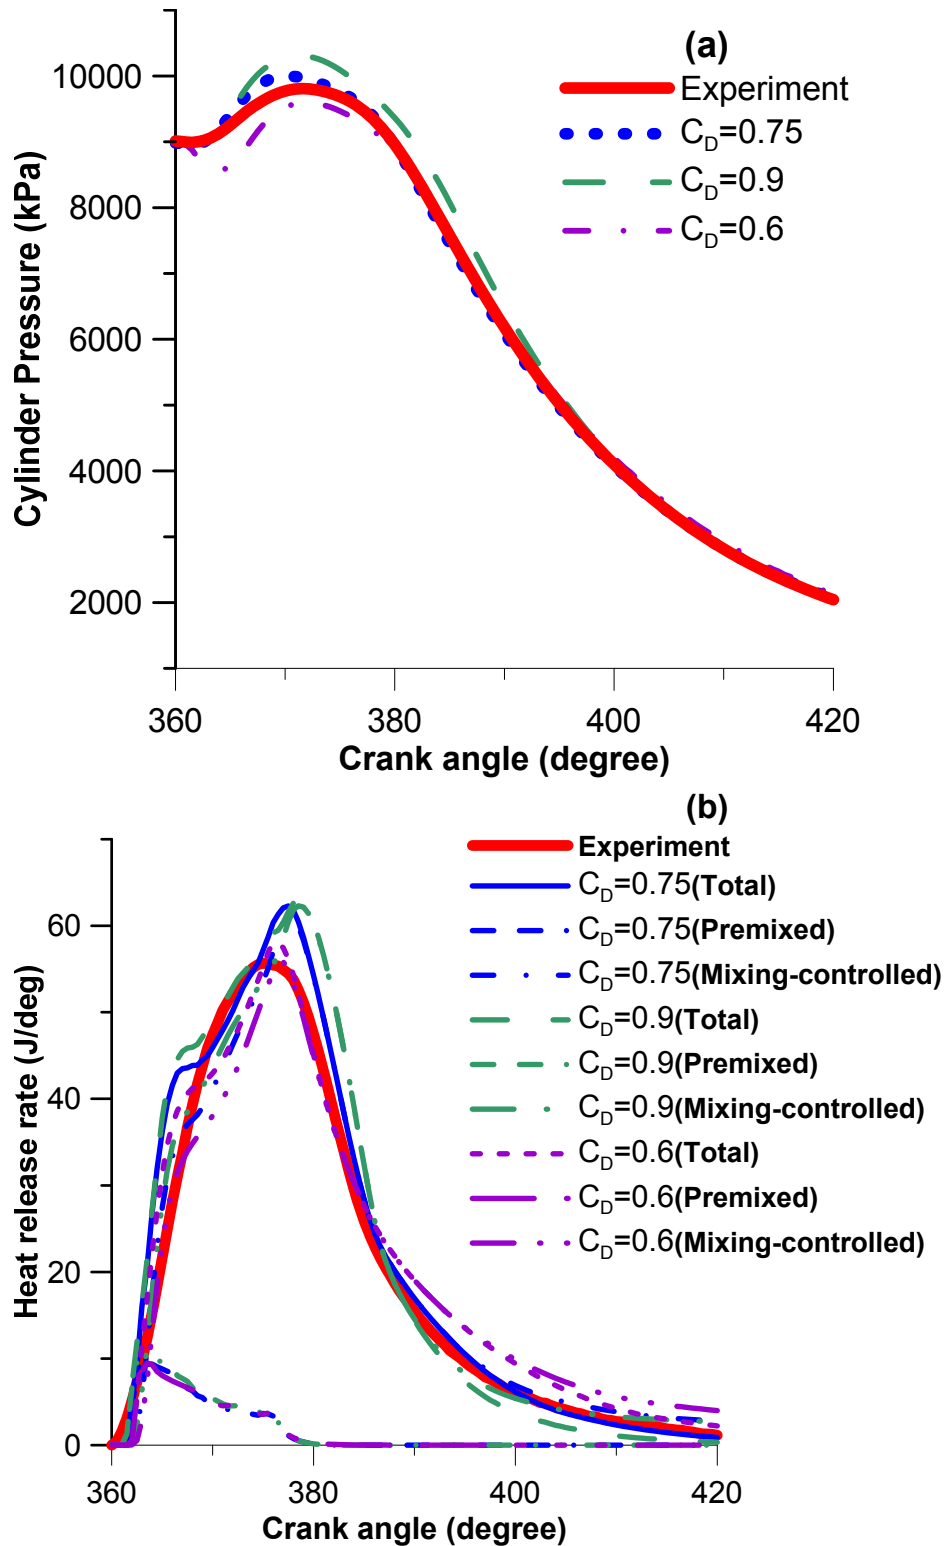 (a)
Experiment
C_D=0.75
C_D=0.9
C_D=0.6
Cylinder Pressure (kPa)
10000
8000
6000
4000
2000
360 380 400 420
Crank angle (degree)
(b)
Experiment
C_D=0.75(Total)
C_D=0.75(Premixed)
C_D=0.75(Mixing-controlled)
C_D=0.9(Total)
C_D=0.9(Premixed)
C_D=0.9(Mixing-controlled)
C_D=0.6(Total)
C_D=0.6(Premixed)
C_D=0.6(Mixing-controlled)
Heat release rate (J/deg)
60
40
20
0
360 380 400 420
Crank angle (degree)